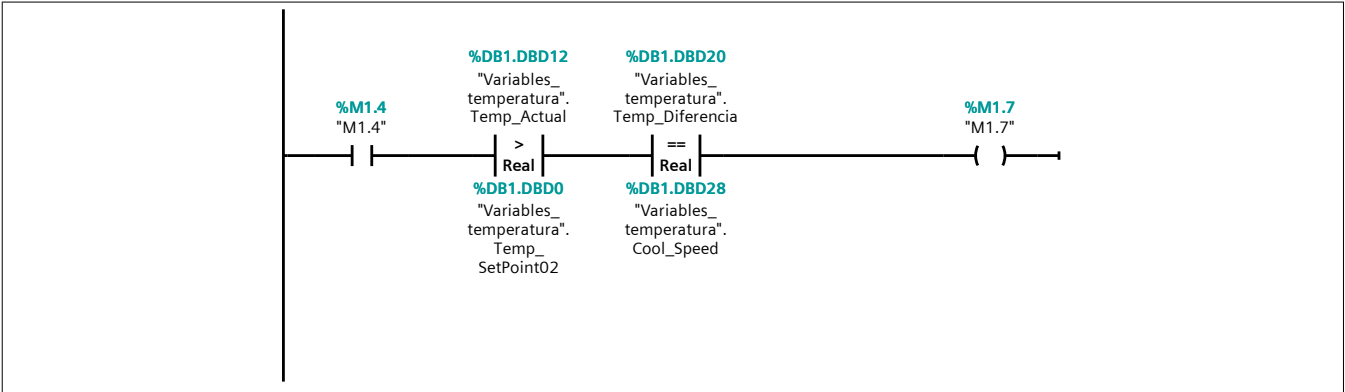 %M1.4
"M1.4"
%DB1.DBD12
"Variables_
temperatura".
Temp_Actual
>
Real
%DB1.DBD0
"Variables_
temperatura".
Temp_
SetPoint02
%DB1.DBD20
"Variables_
temperatura".
Temp_Diferencia
==
Real
%DB1.DBD28
"Variables_
temperatura".
Cool_Speed
%M1.7
"M1.7"